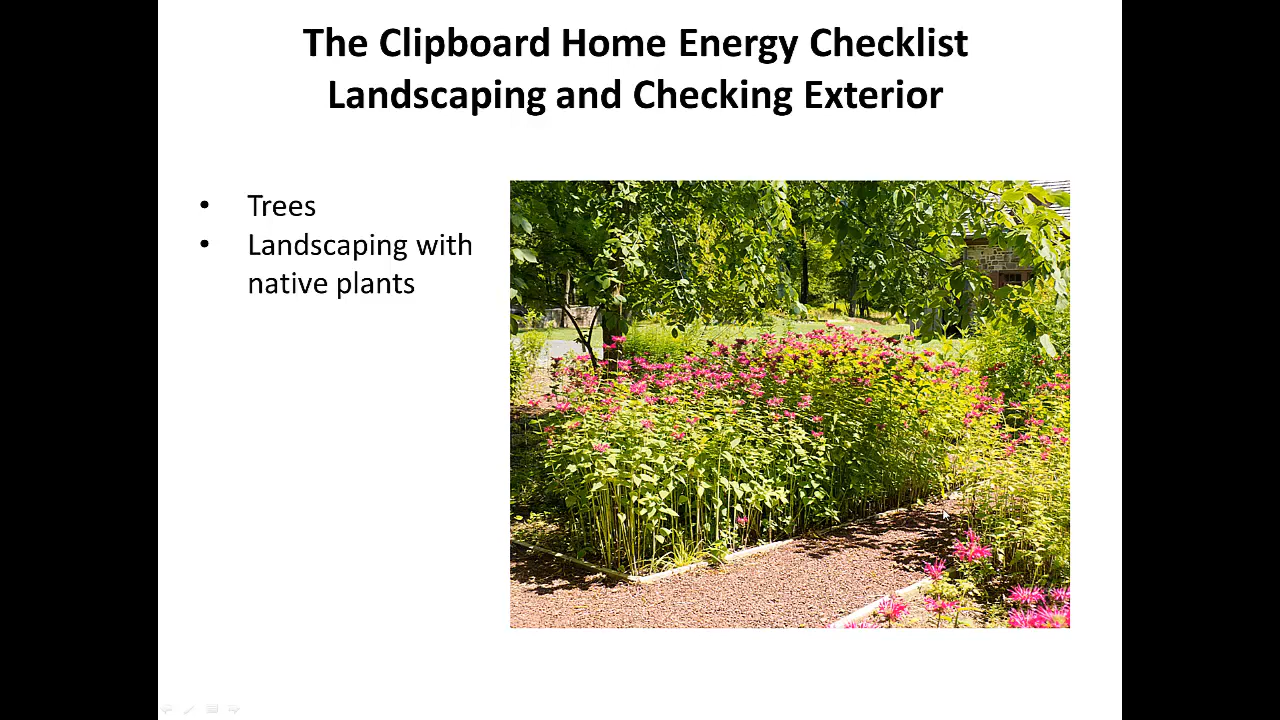 The Clipboard Home Energy Checklist
Landscaping and Checking Exterior
• Trees
• Landscaping with
native plants